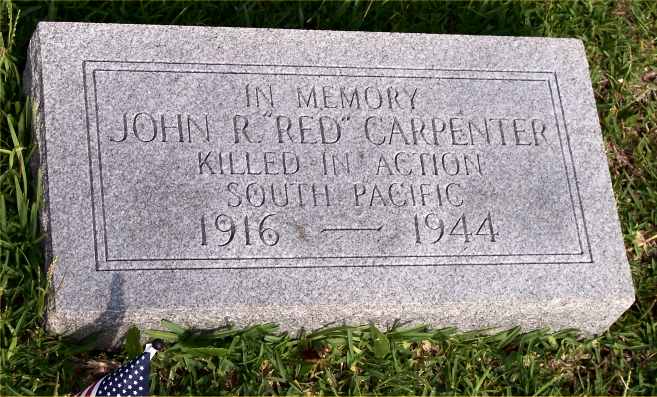 IN MEMORY
JOHN R. "RED" CARPENTER
KILLED IN ACTION
SOUTH PACIFIC
1916 — 1944